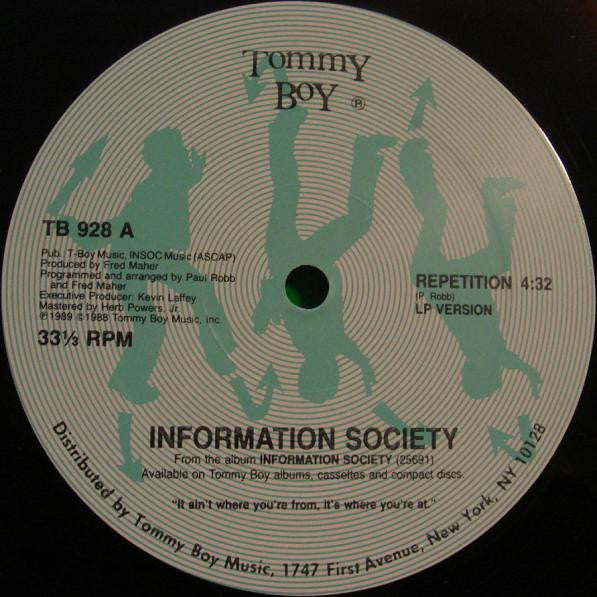 Tommy
Boy ®
TB 928 A
Pub.: T-Boy Music, INSOC Music (ASCAP)
Produced by Fred Maher
Programmed and arranged by Paul Robb
and Fred Maher
Executive Producer: Kevin Laffey
Mastered by Herb Powers, Jr.
℗1989 ©1988 Tommy Boy Music, inc.
33⅓ RPM
REPETITION 4:32
(P. Robb)
LP VERSION
INFORMATION SOCIETY
From the album INFORMATION SOCIETY (25691)
Available on Tommy Boy albums, cassettes and compact discs.
"It ain't where you're from, it's where you're at."
Distributed by Tommy Boy Music, 1747 First Avenue, New York, NY 10128